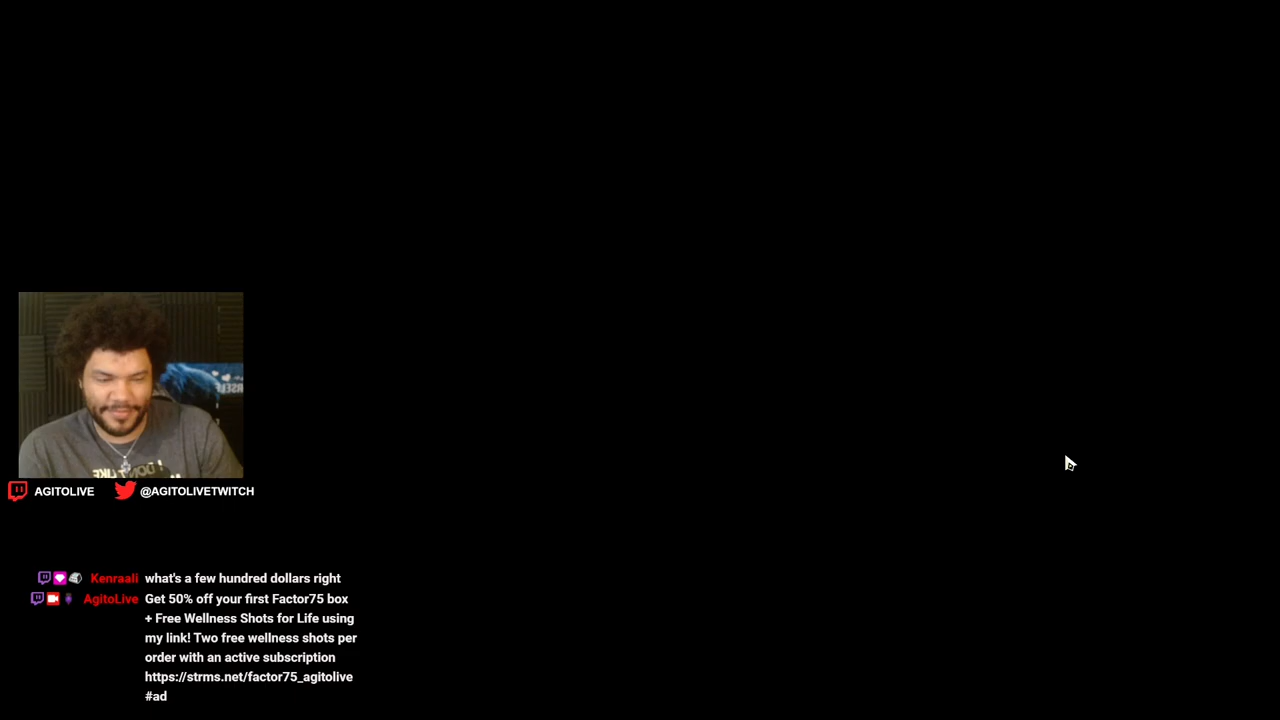 AGITOLIVE @AGITOLIVETWITCH
Kenraali what's a few hundred dollars right
AgitoLive Get 50% off your first Factor75 box
+ Free Wellness Shots for Life using
my link! Two free wellness shots per
order with an active subscription
https://strms.net/factor75_agitolive
#ad